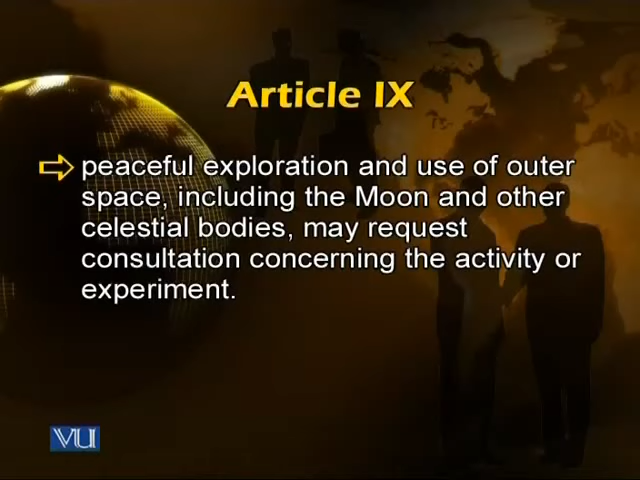 Article IX
peaceful exploration and use of outer
space, including the Moon and other
celestial bodies, may request
consultation concerning the activity or
experiment.
VU